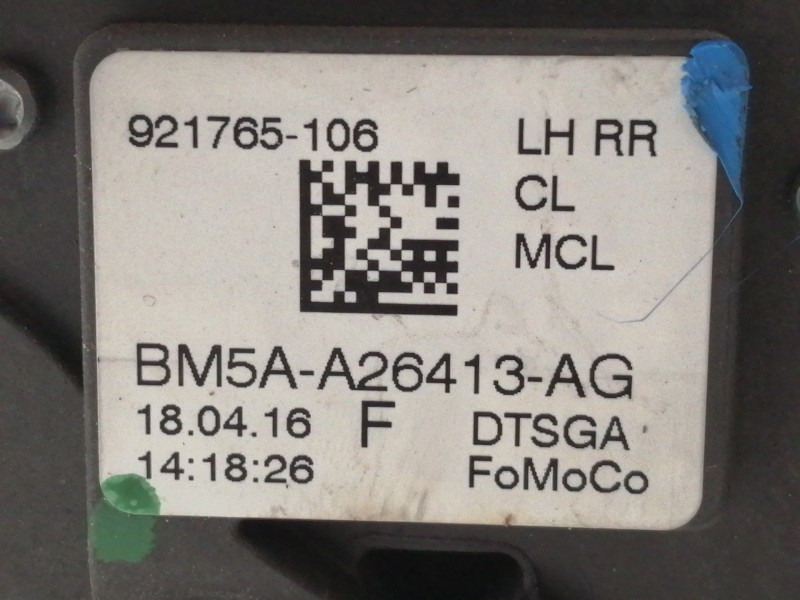 921765-106 LH RR
CL
MCL
BM5A-A26413-AG
18.04.16 F DTSGA
14:18:26 FoMoCo